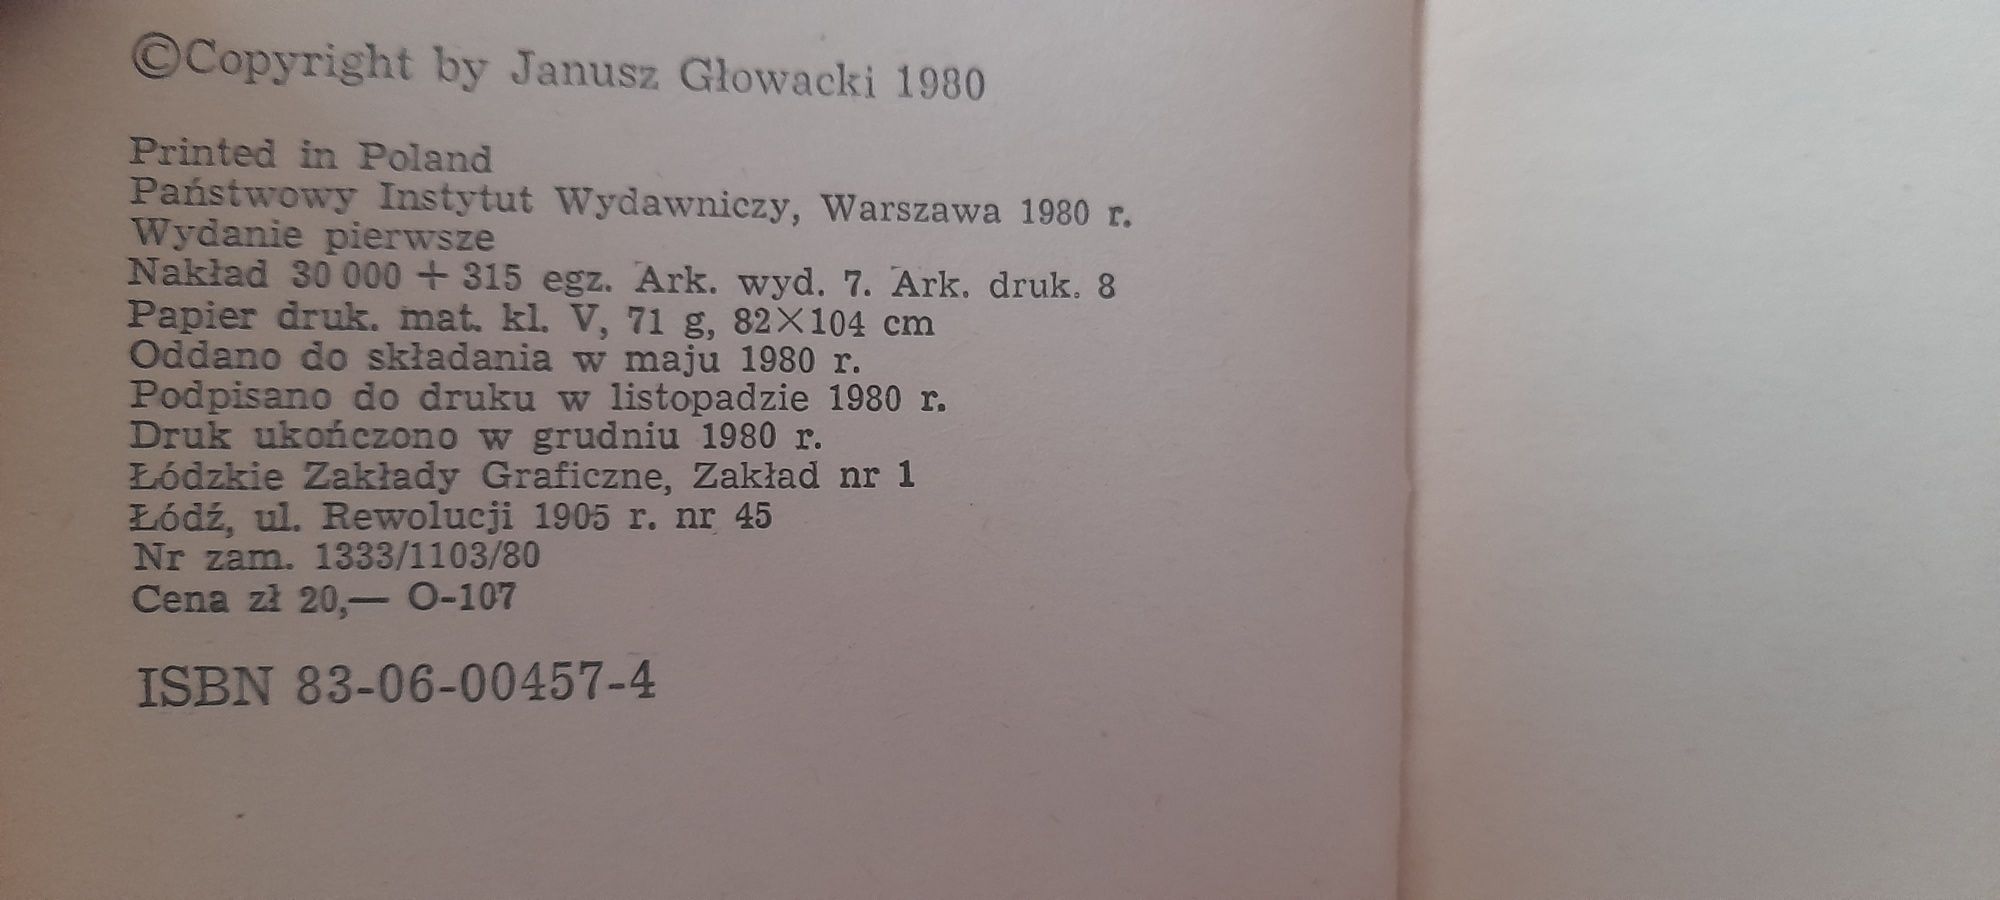 ©Copyright by Janusz Głowacki 1980
Printed in Poland
Państwowy Instytut Wydawniczy, Warszawa 1980 r.
Wydanie pierwsze
Nakład 30 000 + 315 egz. Ark. wyd. 7. Ark. druk. 8
Papier druk. mat. kl. V, 71 g, 82×104 cm
Oddano do składania w maju 1980 r.
Podpisano do druku w listopadzie 1980 r.
Druk ukończono w grudniu 1980 r.
Łódzkie Zakłady Graficzne, Zakład nr 1
Łódź, ul. Rewolucji 1905 r. nr 45
Nr zam. 1333/1103/80
Cena zł 20,— O-107
ISBN 83-06-00457-4